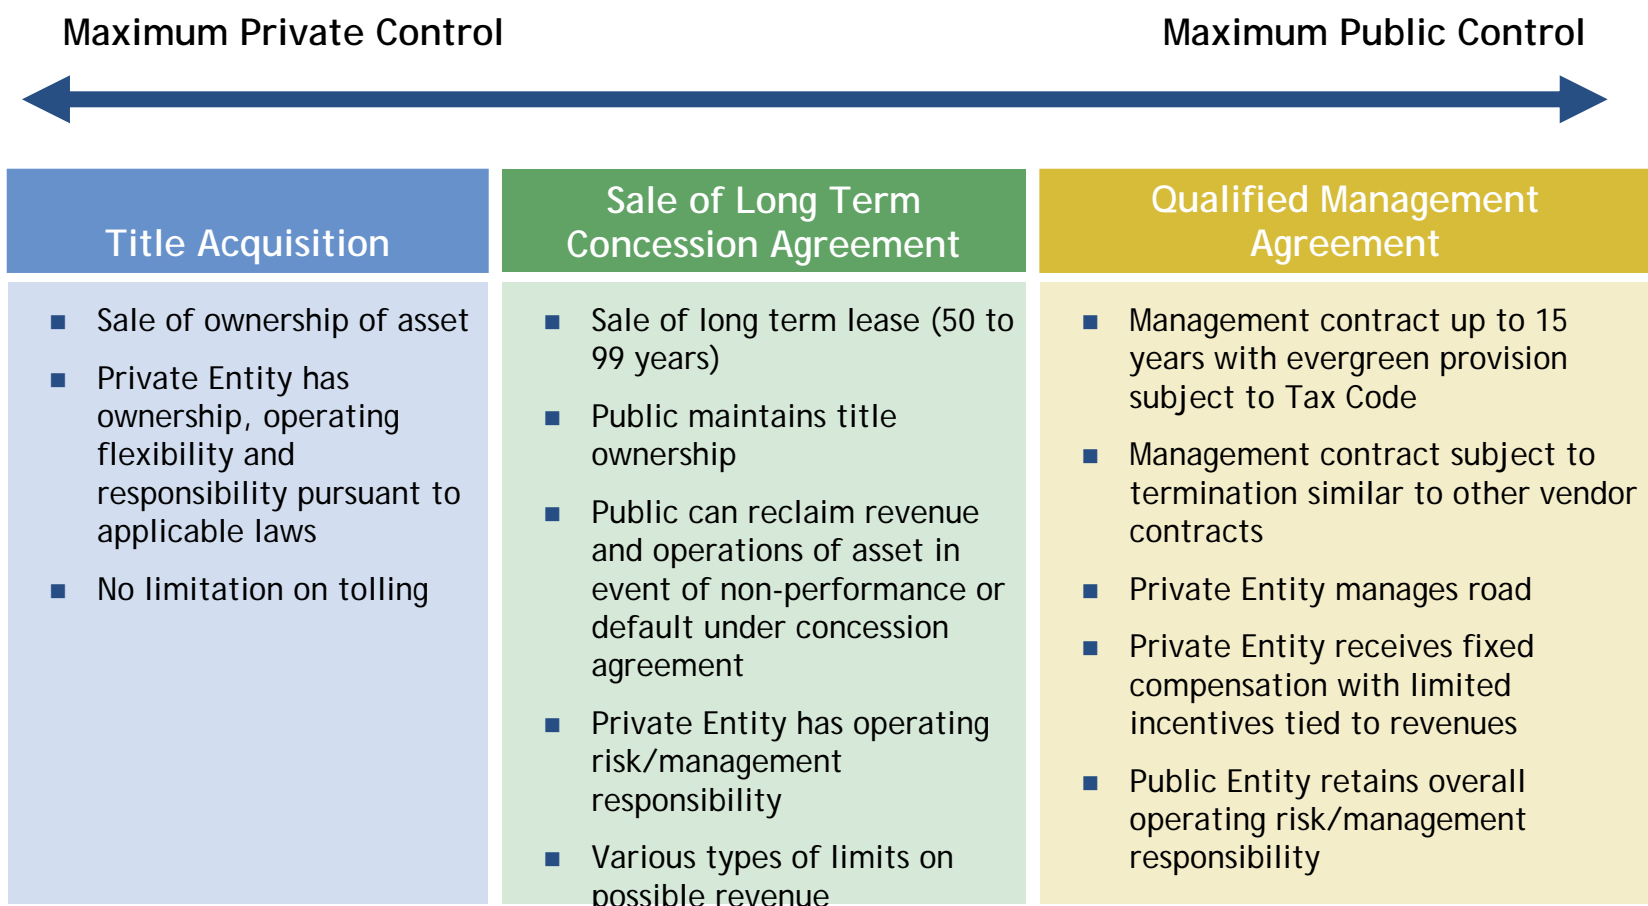 Maximum Private Control
Maximum Public Control
Title Acquisition
Sale of ownership of asset
Private Entity has
ownership, operating
flexibility and
responsibility pursuant to
applicable laws
No limitation on tolling
Sale of Long Term
Concession Agreement
Sale of long term lease (50 to
99 years)
Public maintains title
ownership
Public can reclaim revenue
and operations of asset in
event of non-performance or
default under concession
agreement
Private Entity has operating
risk/management
responsibility
Various types of limits on
possible revenue
Qualified Management
Agreement
Management contract up to 15
years with evergreen provision
subject to Tax Code
Management contract subject to
termination similar to other vendor
contracts
Private Entity manages road
Private Entity receives fixed
compensation with limited
incentives tied to revenues
Public Entity retains overall
operating risk/management
responsibility